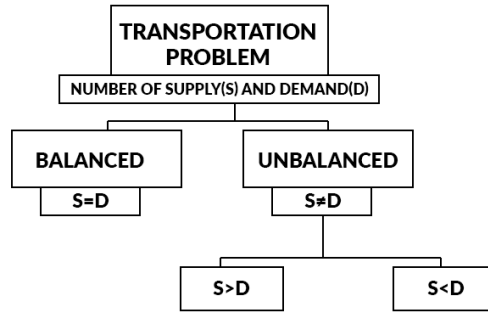 TRANSPORTATION
PROBLEM
NUMBER OF SUPPLY(S) AND DEMAND(D)
BALANCED
UNBALANCED
S=D
S≠D
S>D
S<D